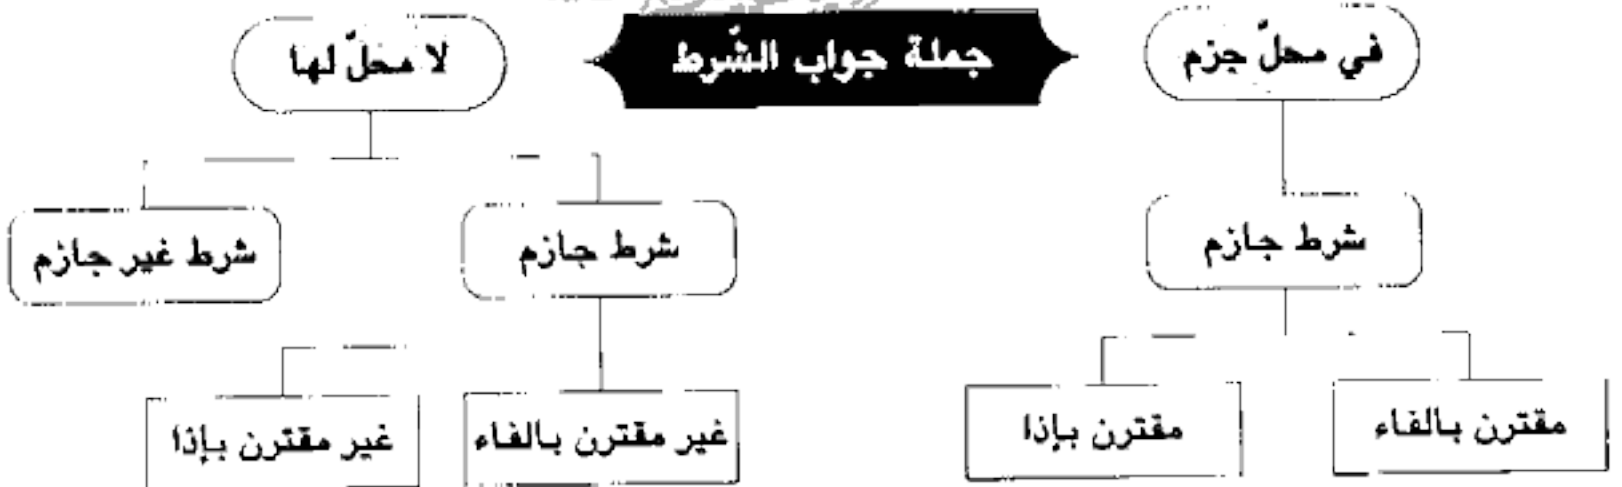 في محلّ جزم
جملة جواب الشّرط
لا محلّ لها
شرط جازم
شرط جازم
شرط غير جازم
مقترن بالفاء
مقترن بإذا
غير مقترن بالفاء
غير مقترن بإذا